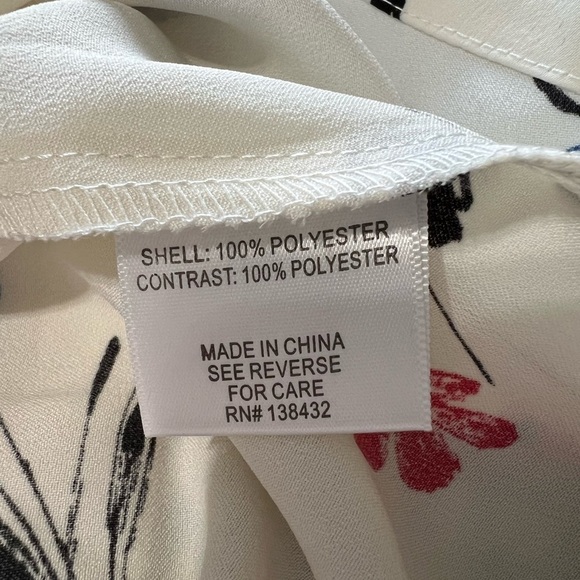 SHELL: 100% POLYESTER
CONTRAST: 100% POLYESTER
MADE IN CHINA
SEE REVERSE
FOR CARE
RN# 138432